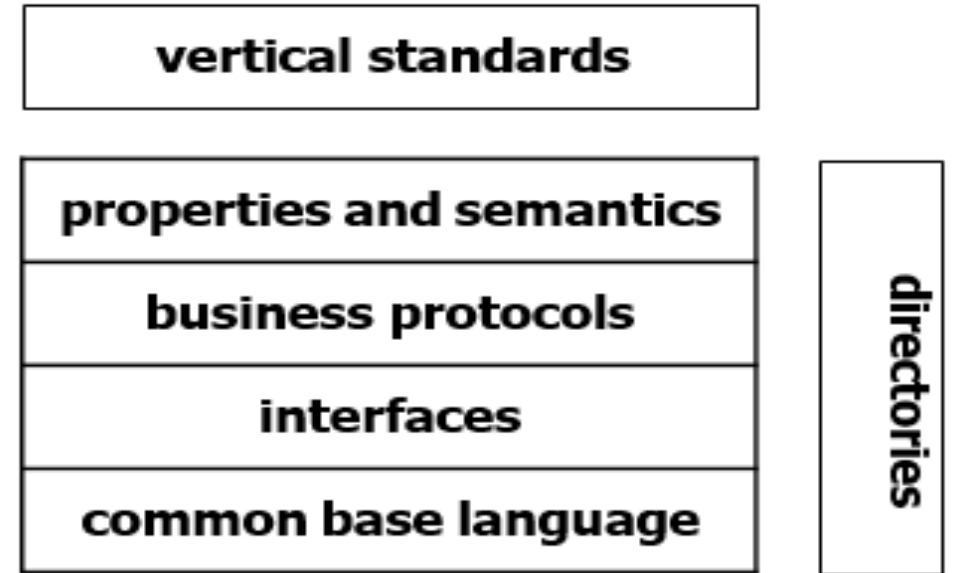 vertical standards
properties and semantics
business protocols
interfaces
common base language
directories